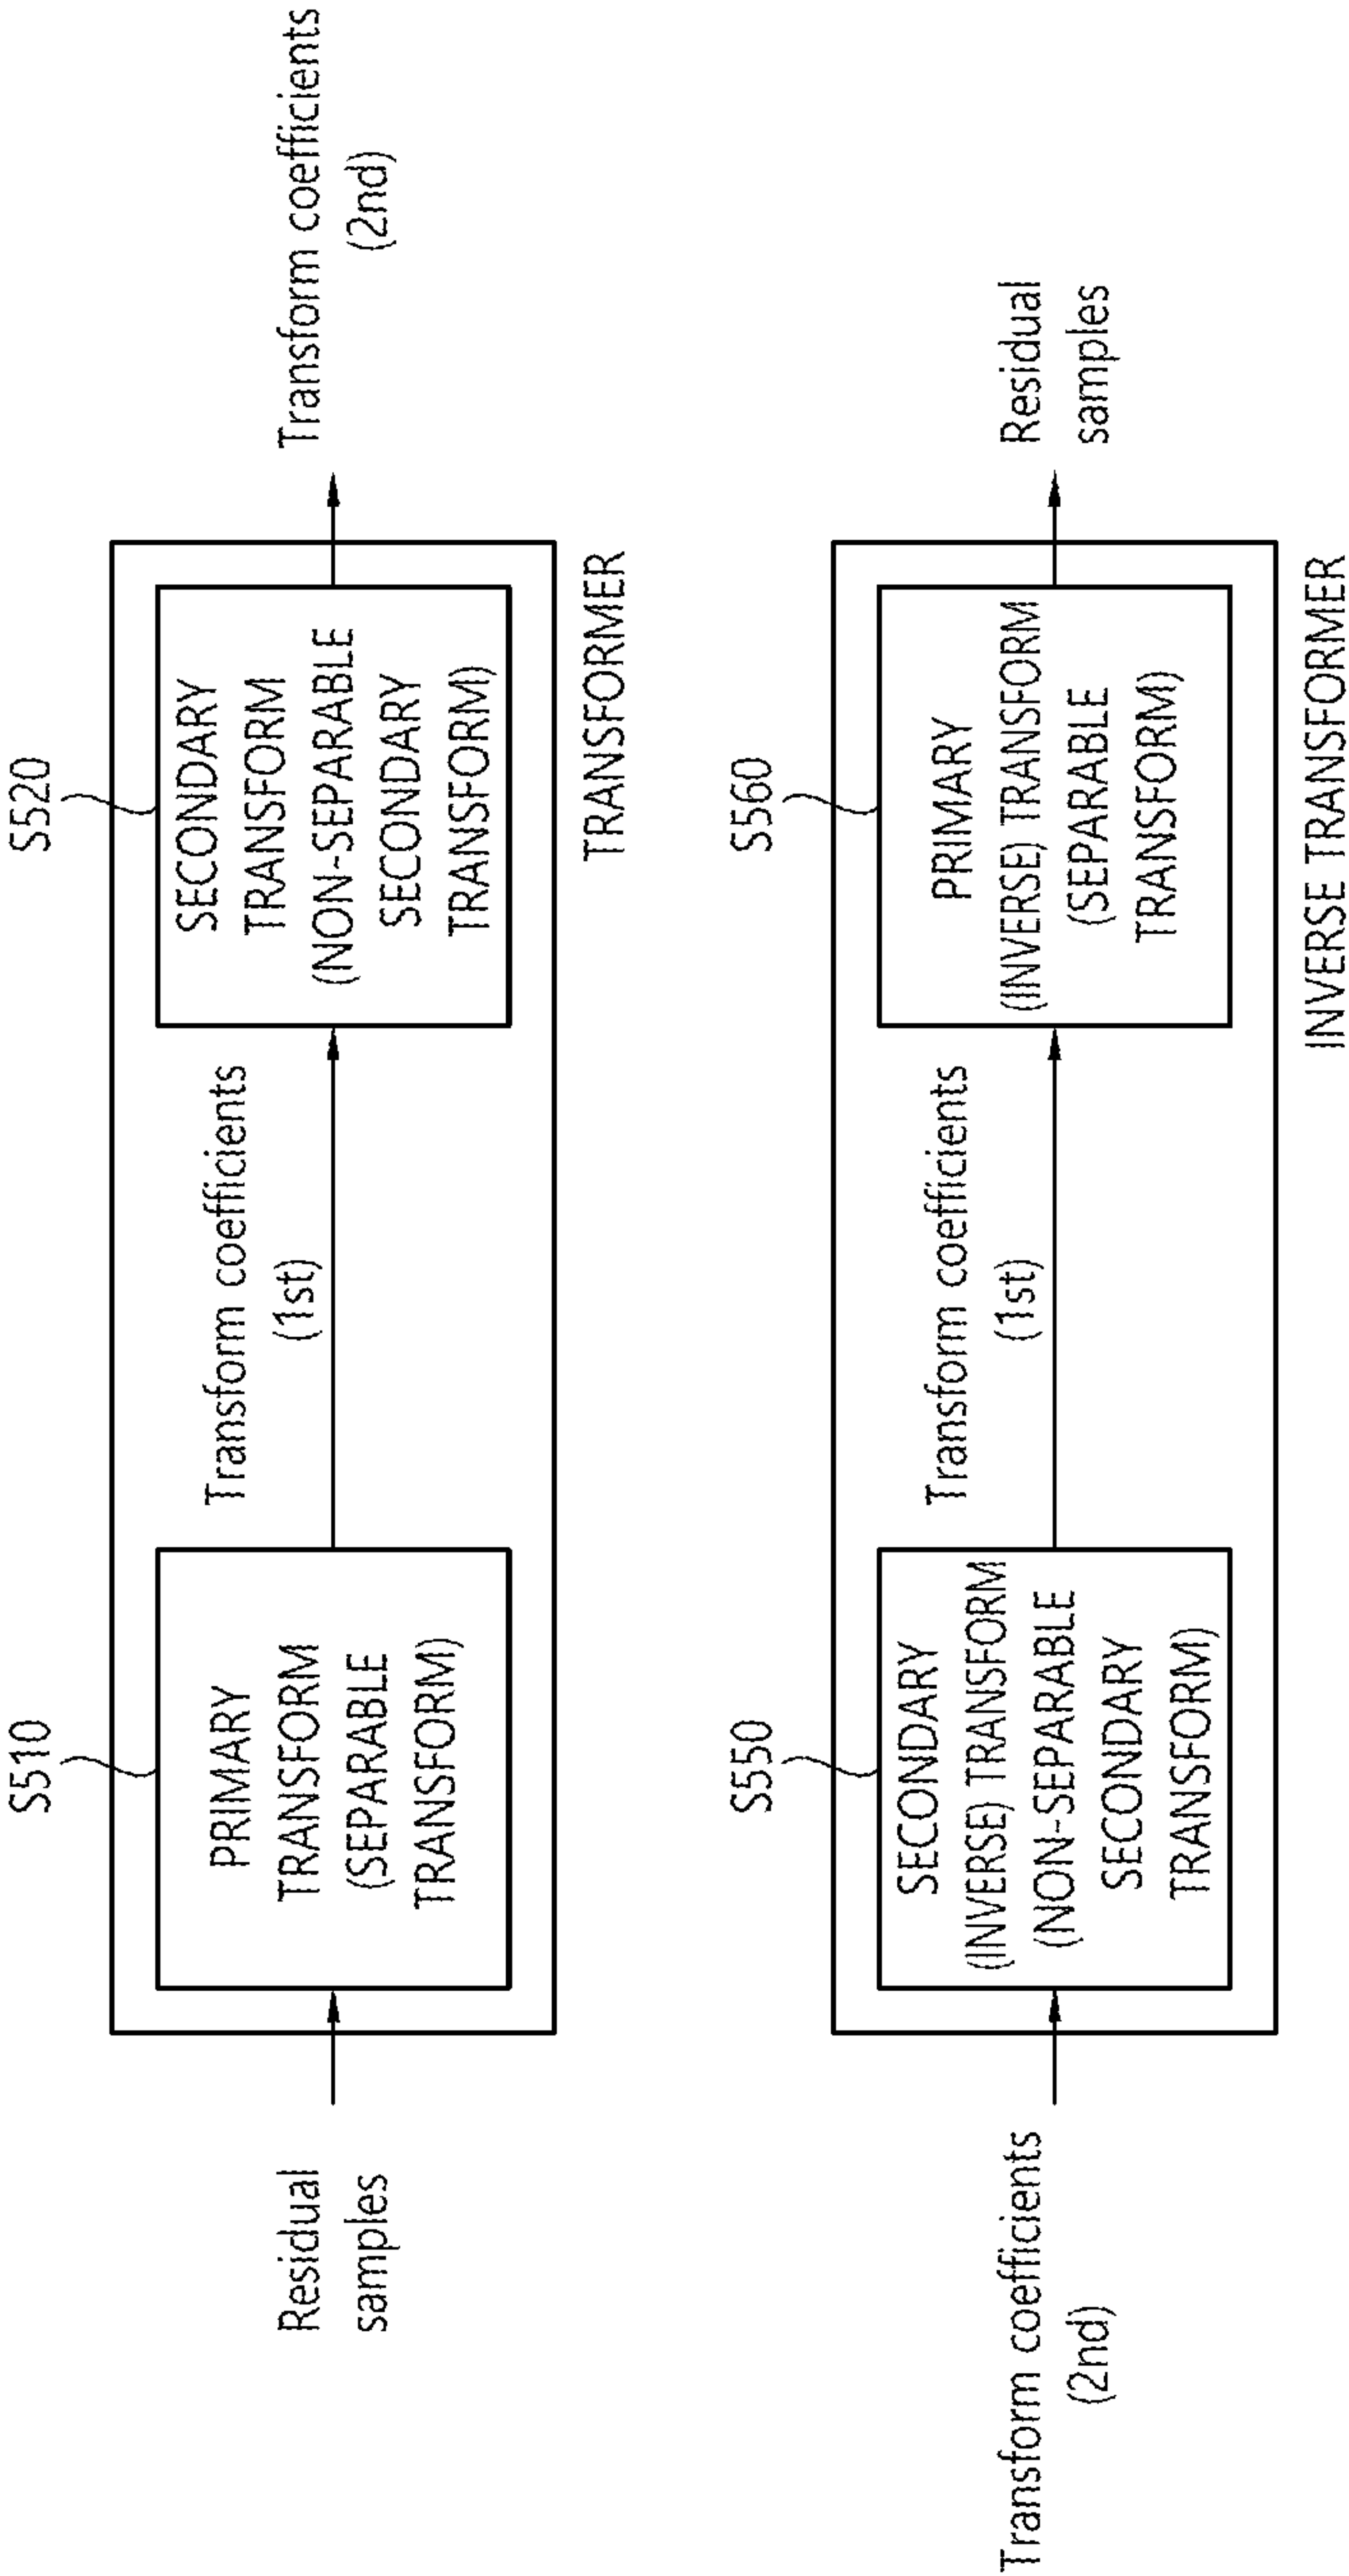 S510
S520
Residual
samples
PRIMARY
TRANSFORM
(SEPARABLE
TRANSFORM)
Transform coefficients
(1st)
SECONDARY
TRANSFORM
(NON-SEPARABLE
SECONDARY
TRANSFORM)
Transform coefficients
(2nd)
TRANSFORMER
S550
S560
Transform coefficients
(2nd)
SECONDARY
(INVERSE) TRANSFORM
(NON-SEPARABLE
SECONDARY
TRANSFORM)
Transform coefficients
(1st)
PRIMARY
(INVERSE) TRANSFORM
(SEPARABLE
TRANSFORM)
Residual
samples
INVERSE TRANSFORMER